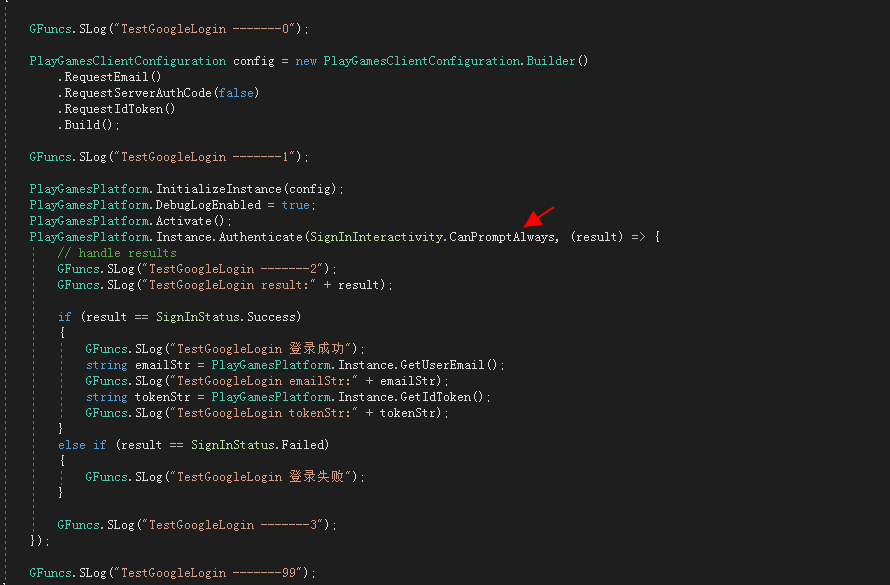 GFuncs.SLog("TestGoogleLogin -------0");
PlayGamesClientConfiguration config = new PlayGamesClientConfiguration.Builder()
.RequestEmail()
.RequestServerAuthCode(false)
.RequestIdToken()
.Build();
GFuncs.SLog("TestGoogleLogin -------1");
PlayGamesPlatform.InitializeInstance(config);
PlayGamesPlatform.DebugLogEnabled = true;
PlayGamesPlatform.Activate();
PlayGamesPlatform.Instance.Authenticate(SignInInteractivity.CanPromptAlways, (result) => {
// handle results
GFuncs.SLog("TestGoogleLogin -------2");
GFuncs.SLog("TestGoogleLogin result:" + result);
if (result == SignInStatus.Success)
{
GFuncs.SLog("TestGoogleLogin 登录成功");
string emailStr = PlayGamesPlatform.Instance.GetUserEmail();
GFuncs.SLog("TestGoogleLogin emailStr:" + emailStr);
string tokenStr = PlayGamesPlatform.Instance.GetIdToken();
GFuncs.SLog("TestGoogleLogin tokenStr:" + tokenStr);
}
else if (result == SignInStatus.Failed)
{
GFuncs.SLog("TestGoogleLogin 登录失败");
}
GFuncs.SLog("TestGoogleLogin -------3");
});
GFuncs.SLog("TestGoogleLogin -------99");